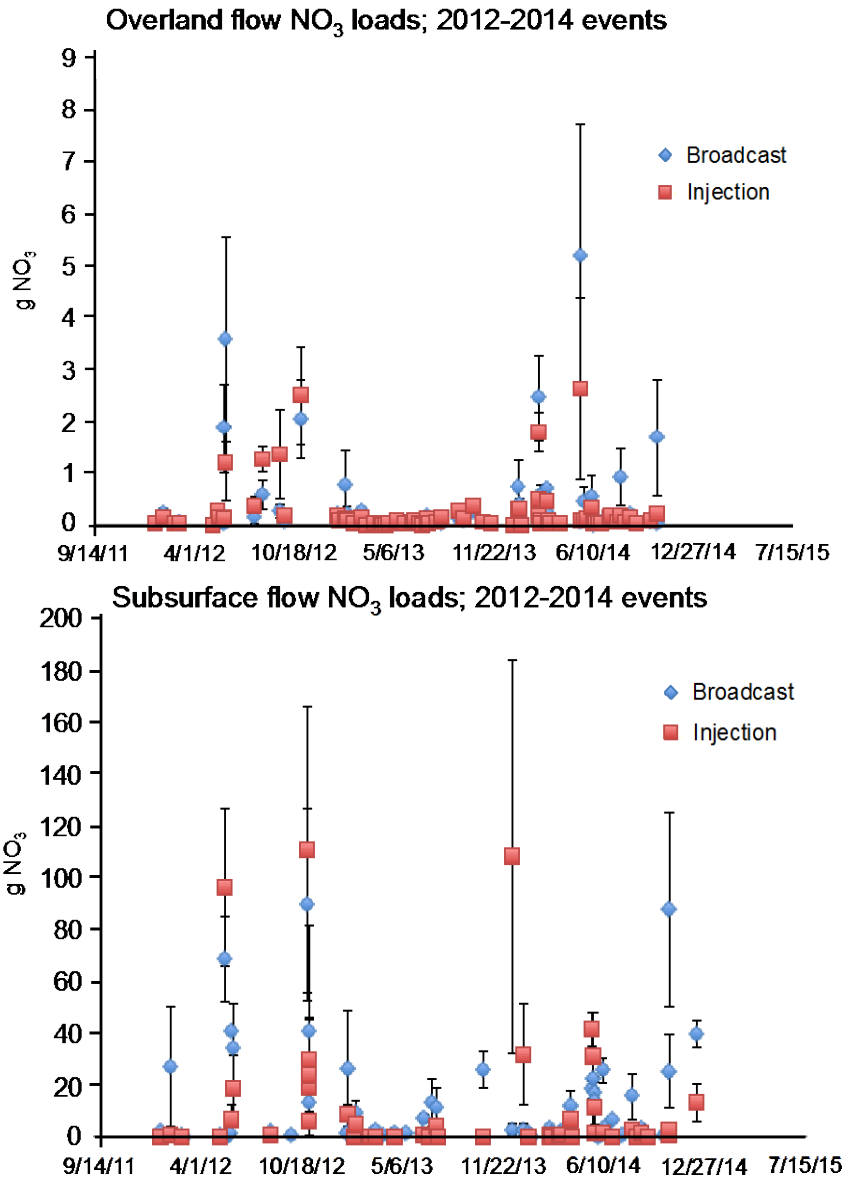 Overland flow NO3 loads; 2012-2014 events
9
8
7
6
5
4
3
2
1
0
g NO3
Broadcast
Injection
9/14/11 4/1/12 10/18/12 5/6/13 11/22/13 6/10/14 12/27/14 7/15/15
Subsurface flow NO3 loads; 2012-2014 events
200
180
160
140
120
100
80
60
40
20
0
g NO3
Broadcast
Injection
9/14/11 4/1/12 10/18/12 5/6/13 11/22/13 6/10/14 12/27/14 7/15/15